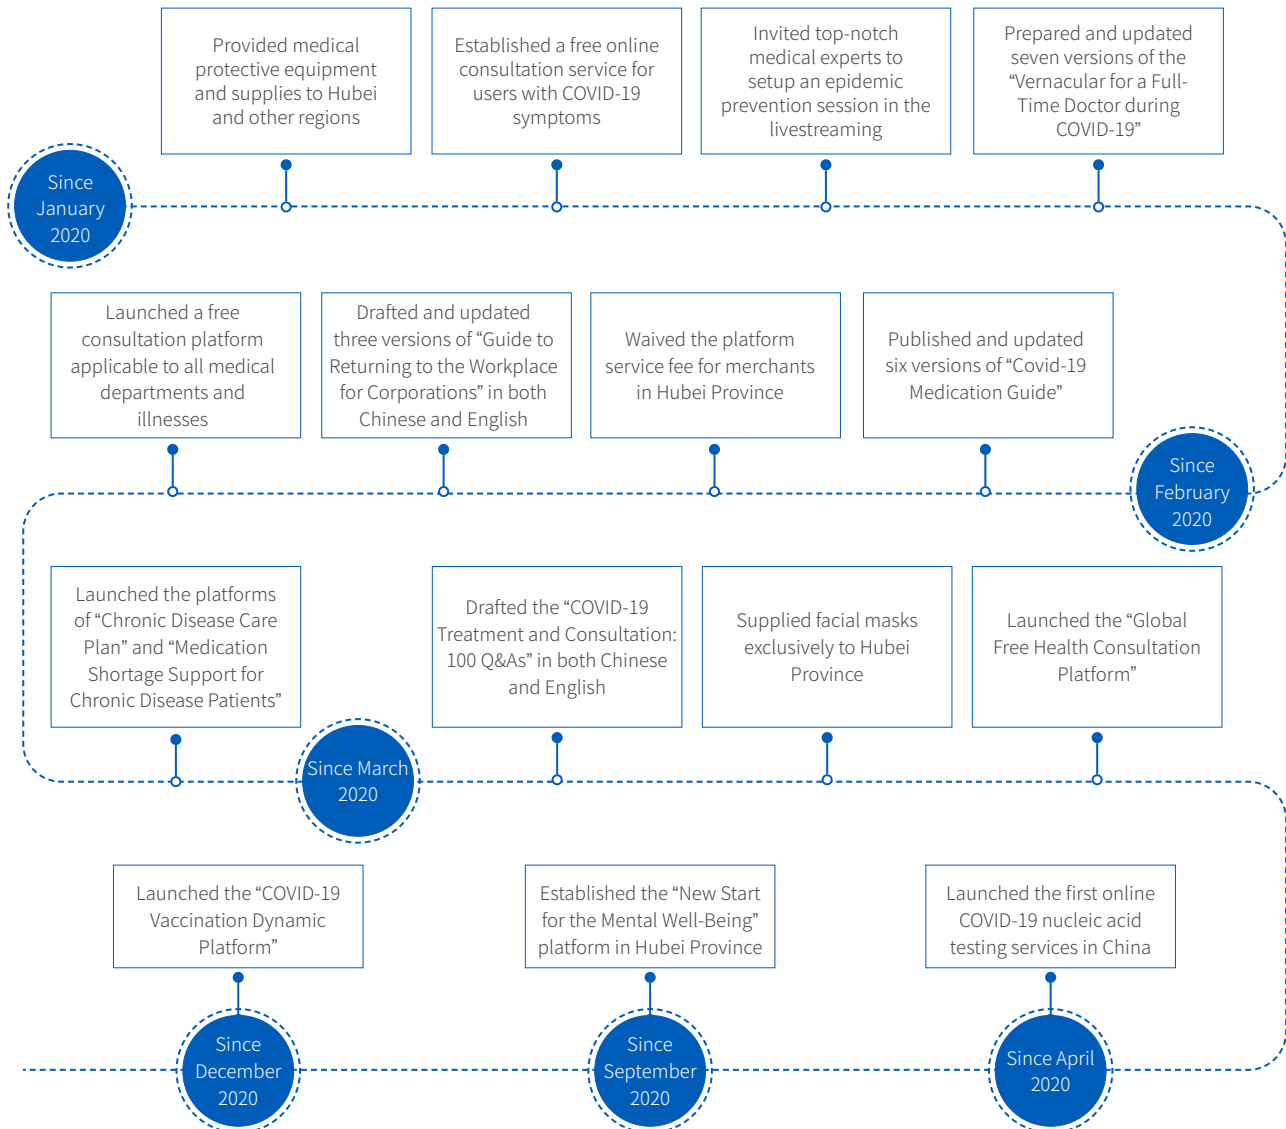 Since
January
2020
Provided medical
protective equipment
and supplies to Hubei
and other regions
Established a free online
consultation service for
users with COVID-19
symptoms
Invited top-notch
medical experts to
setup an epidemic
prevention session in the
livestreaming
Prepared and updated
seven versions of the
“Vernacular for a Full-
Time Doctor during
COVID-19”
Launched a free
consultation platform
applicable to all medical
departments and
illnesses
Drafted and updated
three versions of “Guide to
Returning to the Workplace
for Corporations” in both
Chinese and English
Waived the platform
service fee for merchants
in Hubei Province
Published and updated
six versions of “Covid-19
Medication Guide”
Since
February
2020
Launched the platforms
of “Chronic Disease Care
Plan” and “Medication
Shortage Support for
Chronic Disease Patients”
Since March
2020
Drafted the “COVID-19
Treatment and Consultation:
100 Q&As” in both Chinese
and English
Supplied facial masks
exclusively to Hubei
Province
Launched the “Global
Free Health Consultation
Platform”
Launched the “COVID-19
Vaccination Dynamic
Platform”
Since
December
2020
Established the “New Start
for the Mental Well-Being”
platform in Hubei Province
Since
September
2020
Launched the first online
COVID-19 nucleic acid
testing services in China
Since April
2020